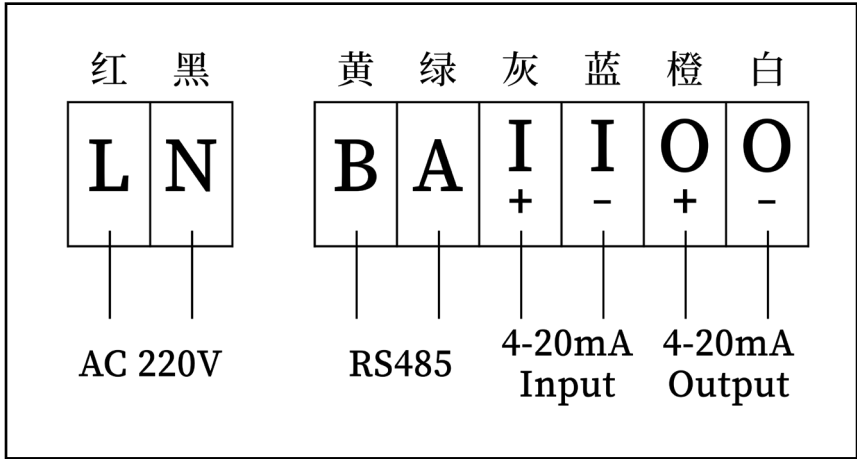 红 黑 黄 绿 灰 蓝 橙 白
L N B A I I O O
+ - + -
AC 220V RS485 4-20mA 4-20mA
Input Output